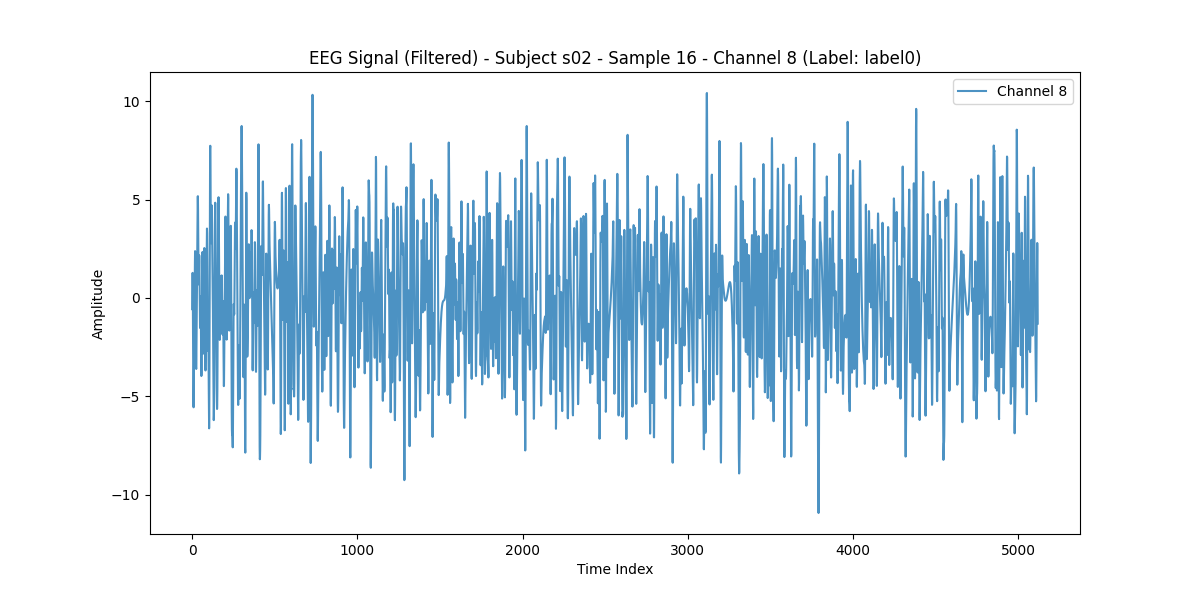 EEG Signal (Filtered) - Subject s02 - Sample 16 - Channel 8 (Label: label0)
Channel 8
10
5
0
−5
−10
Amplitude
0 1000 2000 3000 4000 5000
Time Index